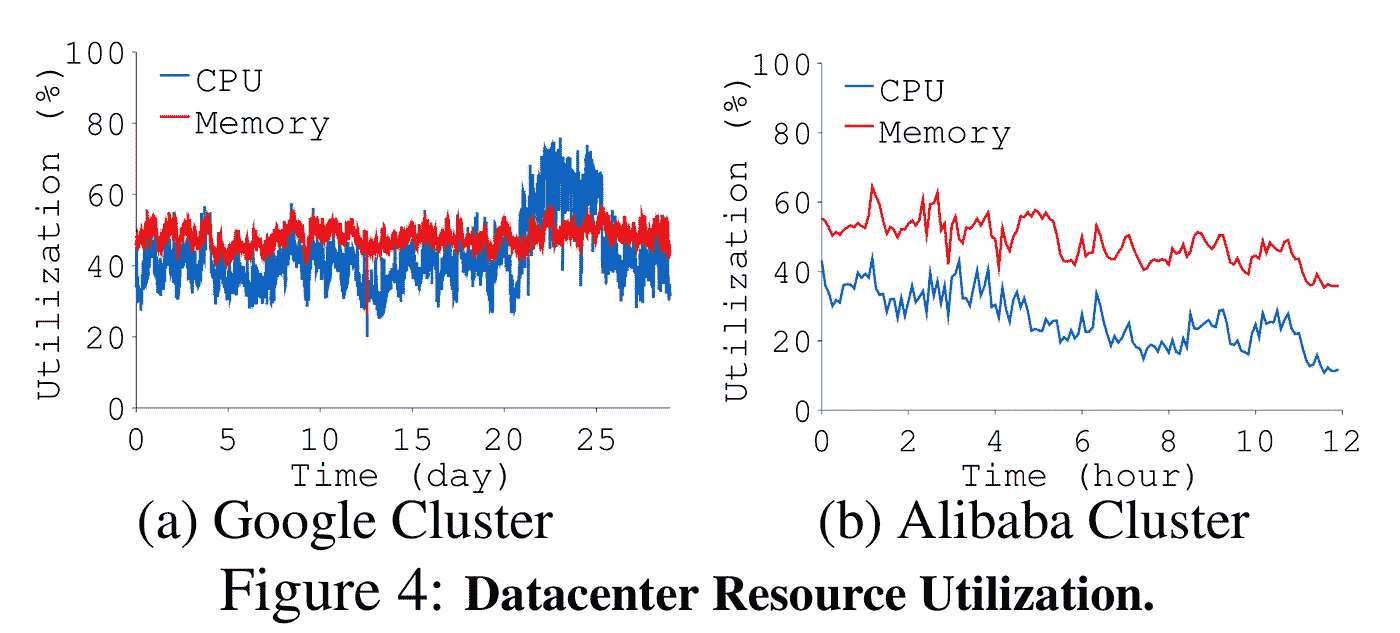 100
80
60
40
20
0
Utilization (%)
CPU
Memory
0 5 10 15 20 25
Time (day)
(a) Google Cluster
100
80
60
40
20
0
Utilization (%)
CPU
Memory
0 2 4 6 8 10 12
Time (hour)
(b) Alibaba Cluster
Figure 4: Datacenter Resource Utilization.